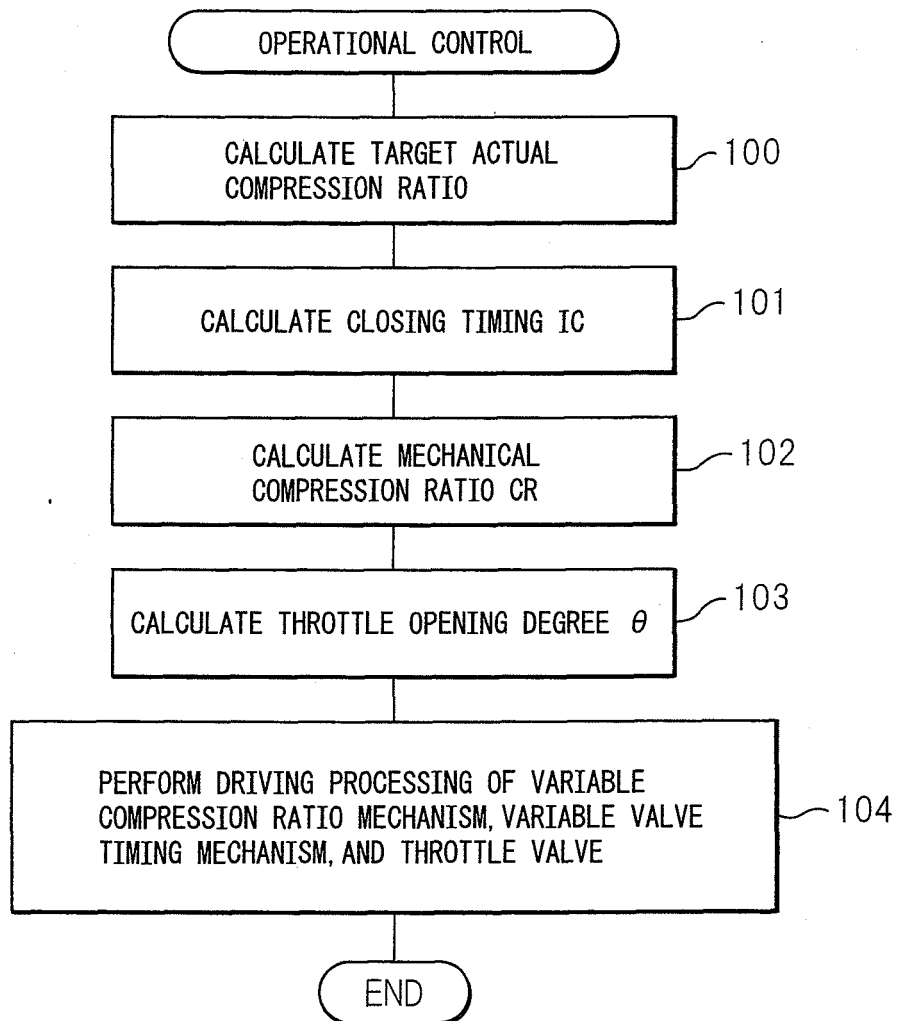 OPERATIONAL CONTROL
CALCULATE TARGET ACTUAL
COMPRESSION RATIO
100
CALCULATE CLOSING TIMING IC
101
CALCULATE MECHANICAL
COMPRESSION RATIO CR
102
CALCULATE THROTTLE OPENING DEGREE θ
103
PERFORM DRIVING PROCESSING OF VARIABLE
COMPRESSION RATIO MECHANISM, VARIABLE VALVE
TIMING MECHANISM, AND THROTTLE VALVE
104
END